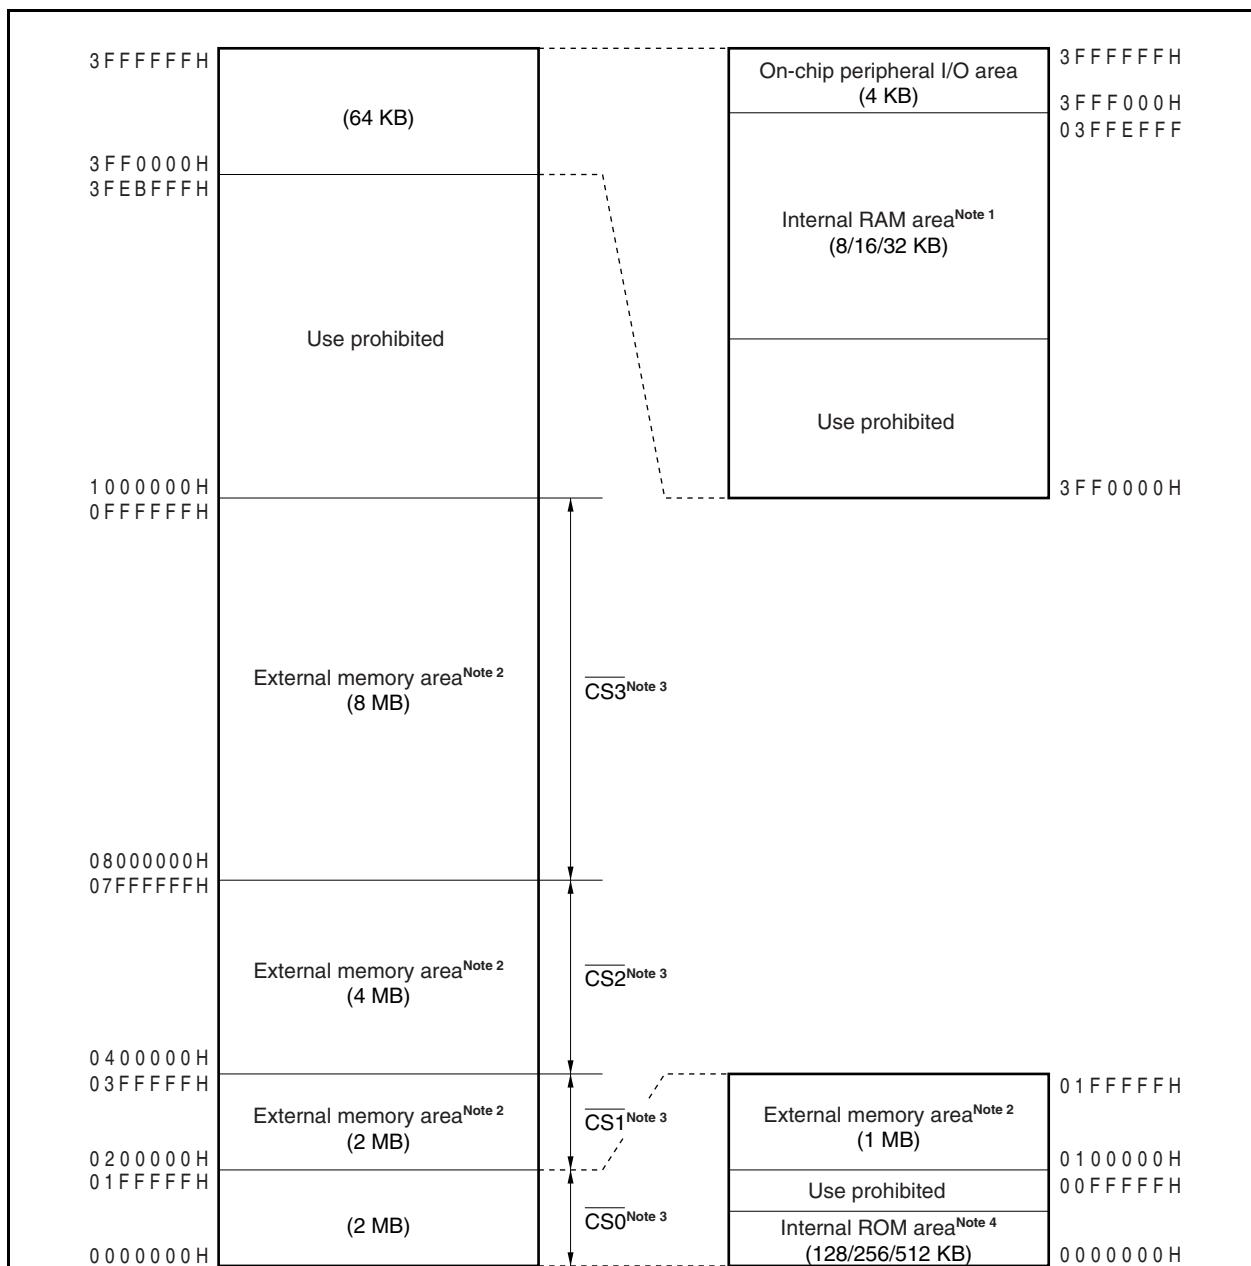 3FFFFFFH
(64 KB)
3FF0000H
3FEBFFFH
Use prohibited
1000000H
0FFFFFFH
External memory areaNote 2
(8 MB)
CS3Note 3
08000000H
07FFFFFFH
External memory areaNote 2
(4 MB)
CS2Note 3
0400000H
03FFFFFH
External memory areaNote 2
(2 MB)
CS1Note 3
0200000H
01FFFFFH
(2 MB)
CS0Note 3
0000000H
On-chip peripheral I/O area
(4 KB)
3FFFFFFH
3FFF000H
03FFEFFF
Internal RAM areaNote 1
(8/16/32 KB)
Use prohibited
3FF0000H
External memory areaNote 2
(1 MB)
01FFFFFH
0100000H
00FFFFFH
Use prohibited
Internal ROM areaNote 4
(128/256/512 KB)
0000000H